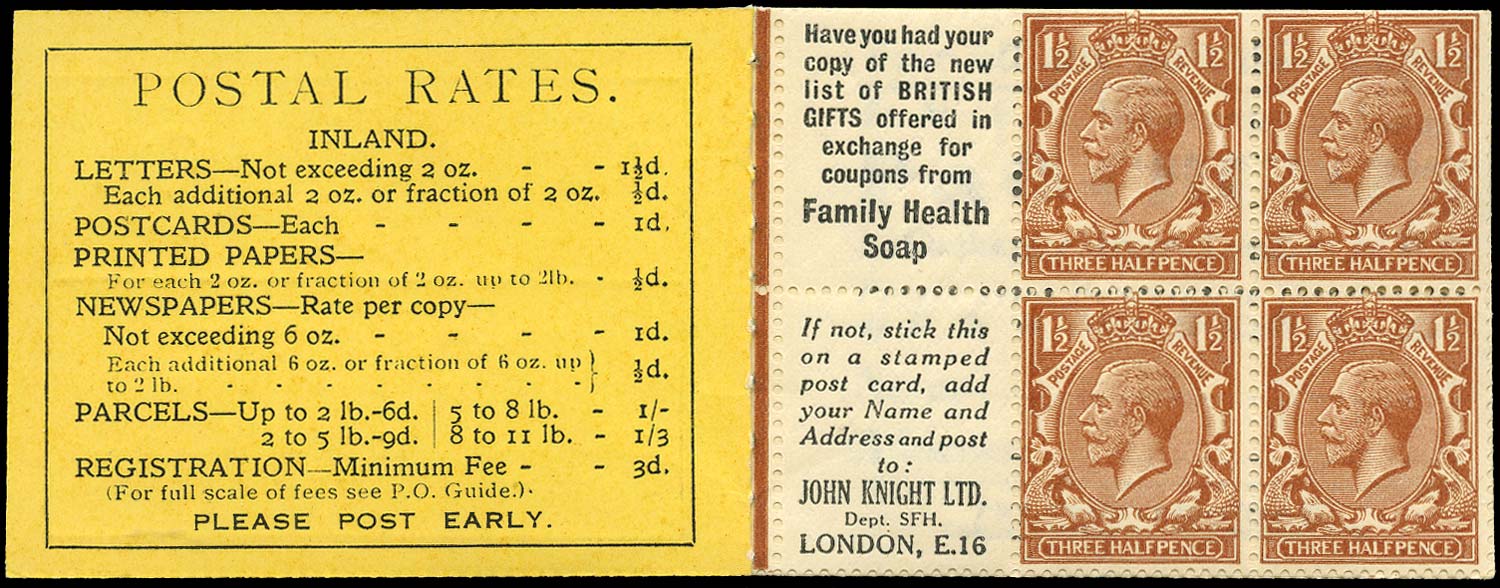 POSTAL RATES.
INLAND.
LETTERS—Not exceeding 2 oz. - - 1½d.
Each additional 2 oz. or fraction of 2 oz. ½d.
POSTCARDS—Each - - - - 1d.
PRINTED PAPERS—
For each 2 oz. or fraction of 2 oz. up to 2lb. - ½d.
NEWSPAPERS—Rate per copy—
Not exceeding 6 oz. - - - - 1d.
Each additional 6 oz. or fraction of 6 oz. up } ½d.
to 2 lb. - - - - - - - -
PARCELS—Up to 2 lb.-6d. | 5 to 8 lb. - 1/-
2 to 5 lb.-9d. | 8 to 11 lb. - 1/3
REGISTRATION—Minimum Fee - - 3d.
(For full scale of fees see P.O. Guide.).
PLEASE POST EARLY.
Have you had your
copy of the new
list of BRITISH
GIFTS offered in
exchange for
coupons from
Family Health
Soap
If not, stick this
on a stamped
post card, add
your Name and
Address and post
to:
JOHN KNIGHT LTD.
Dept. SFH.
LONDON, E.16
1½ 1½
POSTAGE REVENUE
THREE HALFPENCE
1½ 1½
POSTAGE REVENUE
THREE HALFPENCE
1½ 1½
POSTAGE REVENUE
THREE HALFPENCE
1½ 1½
POSTAGE REVENUE
THREE HALFPENCE